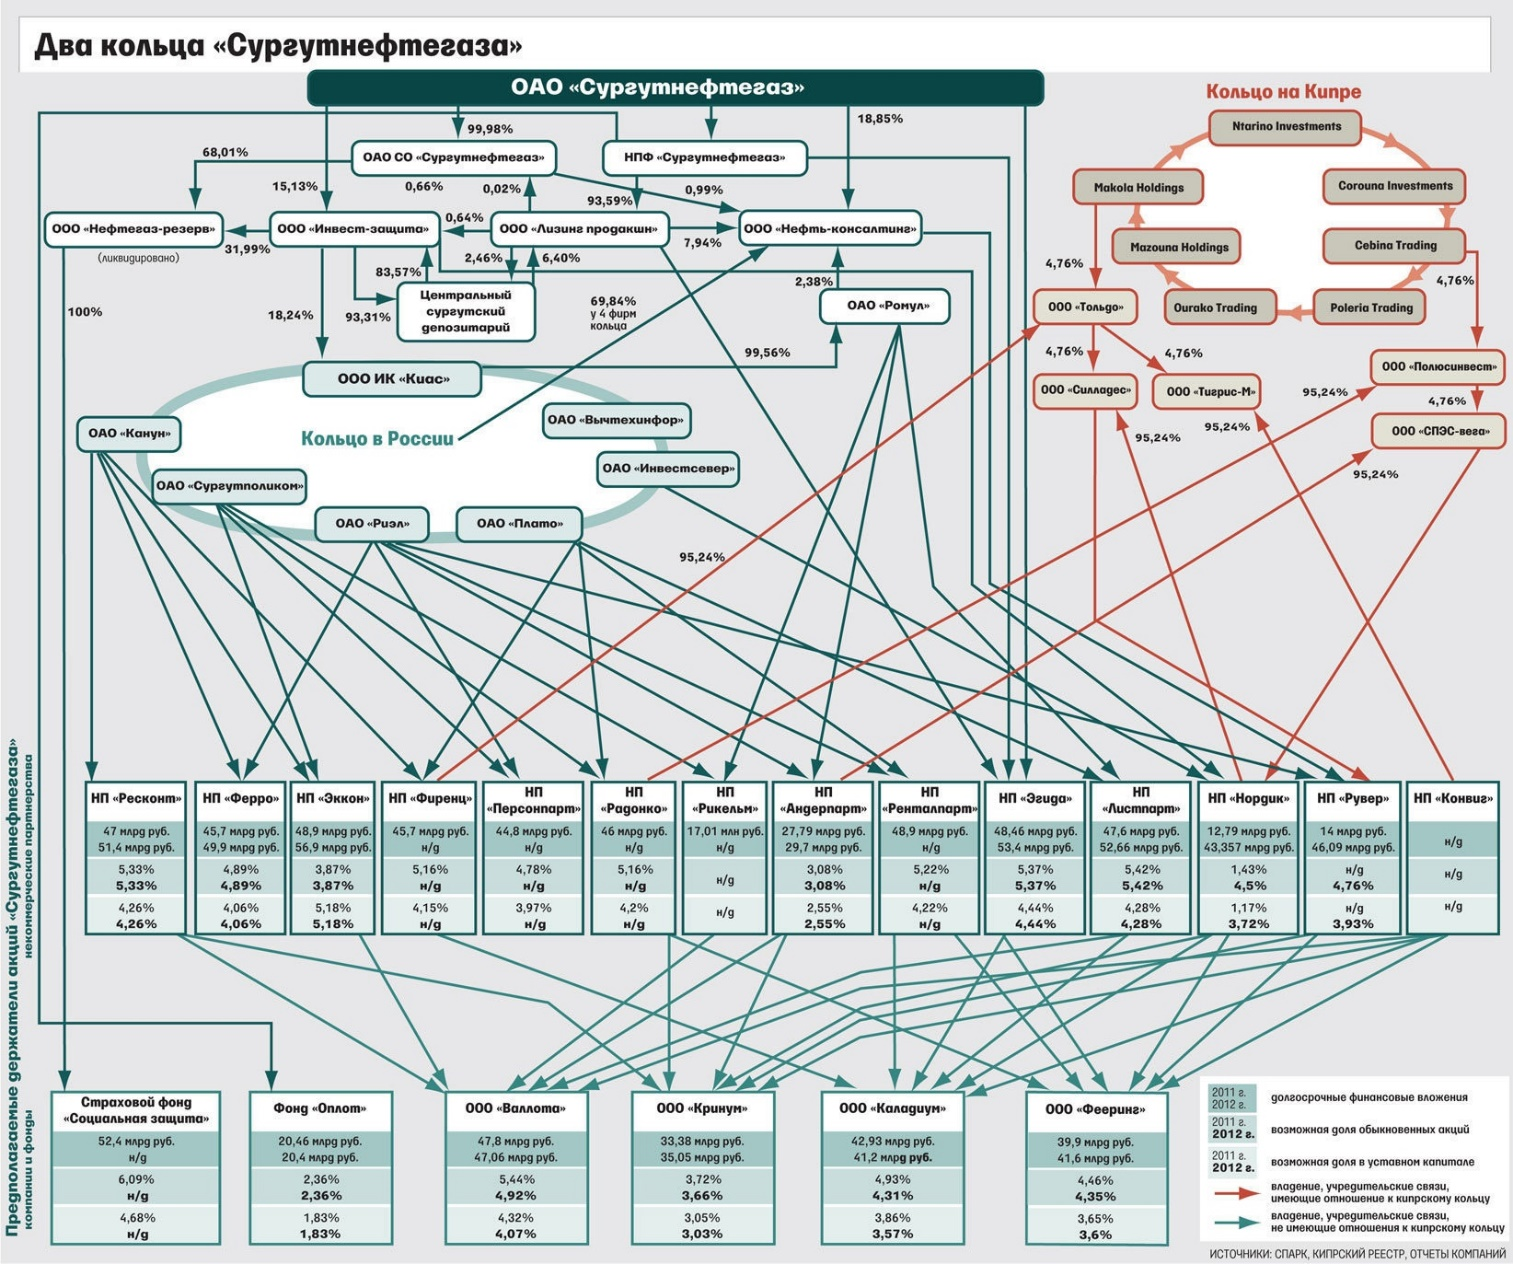 Два кольца «Сургутнефтегаза»
ОАО «Сургутнефтегаз»
Кольцо на Кипре
Ntarino Investments
99,98%
18,85%
68,01%
ОАО СО «Сургутнефтегаз»
НПФ «Сургутнефтегаз»
15,13%
0,66%
0,02%
93,59%
0,99%
Makola Holdings
Corouna Investments
ООО «Нефтегаз-резерв»
(ликвидировано)
31,99%
ООО «Инвест-защита»
0,64%
ООО «Лизинг продакшн»
7,94%
ООО «Нефть-консалтинг»
Mazouna Holdings
Cebina Trading
2,46%
6,40%
83,57%
4,76%
4,76%
100%
18,24%
93,31%
Центральный
сургутский
депозитарий
69,84%
у 4 фирм
кольца
2,38%
ОАО «Ромул»
ООО «Тольдо»
Ourako Trading
Poleria Trading
99,56%
4,76%
4,76%
ООО «Полюсинвест»
ООО ИК «Киас»
ООО «Силладес»
ООО «Тигрис-М»
95,24%
4,76%
ОАО «Канун»
Кольцо в России
ОАО «Вычтехинфор»
95,24%
95,24%
ООО «СПЭС-вега»
ОАО «Сургутполиком»
ОАО «Инвестсевер»
95,24%
ОАО «Риэл»
ОАО «Плато»
95,24%
Предполагаемые держатели акций «Сургутнефтегаза»
некоммерческие партнерства
НП «Ресконт»
47 млрд руб.
51,4 млрд руб.
5,33%
5,33%
4,26%
4,26%
НП «Ферро»
45,7 млрд руб.
49,9 млрд руб.
4,89%
4,89%
4,06%
4,06%
НП «Эккон»
48,9 млрд руб.
56,9 млрд руб.
3,87%
3,87%
5,18%
5,18%
НП «Фиренц»
45,7 млрд руб.
н/д
5,16%
н/д
4,15%
н/д
НП
«Персонпарт»
44,8 млрд руб.
н/д
4,78%
н/д
3,97%
н/д
НП
«Радонко»
46 млрд руб.
н/д
5,16%
н/д
4,2%
н/д
НП
«Рикельм»
17,01 млн руб.
н/д
н/д
н/д
НП
«Андерпарт»
27,79 млрд руб.
29,7 млрд руб.
3,08%
3,08%
2,55%
2,55%
НП
«Ренталпарт»
48,9 млрд руб.
н/д
5,22%
н/д
4,22%
н/д
НП «Эгида»
48,46 млрд руб.
53,4 млрд руб.
5,37%
5,37%
4,44%
4,44%
НП
«Листпарт»
47,6 млрд руб.
52,66 млрд руб.
5,42%
5,42%
4,28%
4,28%
НП «Нордик»
12,79 млрд руб.
43,357 млрд руб.
1,43%
4,5%
1,17%
3,72%
НП «Рувер»
14 млрд руб.
46,09 млрд руб.
н/д
4,76%
н/д
3,93%
НП «Конвиг»
н/д
н/д
н/д
компании и фонды
Страховой фонд
«Социальная защита»
52,4 млрд руб.
н/д
6,09%
н/д
4,68%
н/д
Фонд «Оплот»
20,46 млрд руб.
20,4 млрд руб.
2,36%
2,36%
1,83%
1,83%
ООО «Валлота»
47,8 млрд руб.
47,06 млрд руб.
5,44%
4,92%
4,32%
4,07%
ООО «Кринум»
33,38 млрд руб.
35,05 млрд руб.
3,72%
3,66%
3,05%
3,03%
ООО «Каладиум»
42,93 млрд руб.
41,2 млрд руб.
4,93%
4,31%
3,86%
3,57%
ООО «Фееринг»
39,9 млрд руб.
41,6 млрд руб.
4,46%
4,35%
3,65%
3,6%
2011 г.
2012 г.
долгосрочные финансовые вложения
2011 г.
2012 г.
возможная доля обыкновенных акций
2011 г.
2012 г.
возможная доля в уставном капитале
владение, учредительские связи,
имеющие отношение к кипрскому кольцу
владение, учредительские связи,
не имеющие отношения к кипрскому кольцу
ИСТОЧНИКИ: СПАРК, КИПРСКИЙ РЕЕСТР, ОТЧЕТЫ КОМПАНИЙ